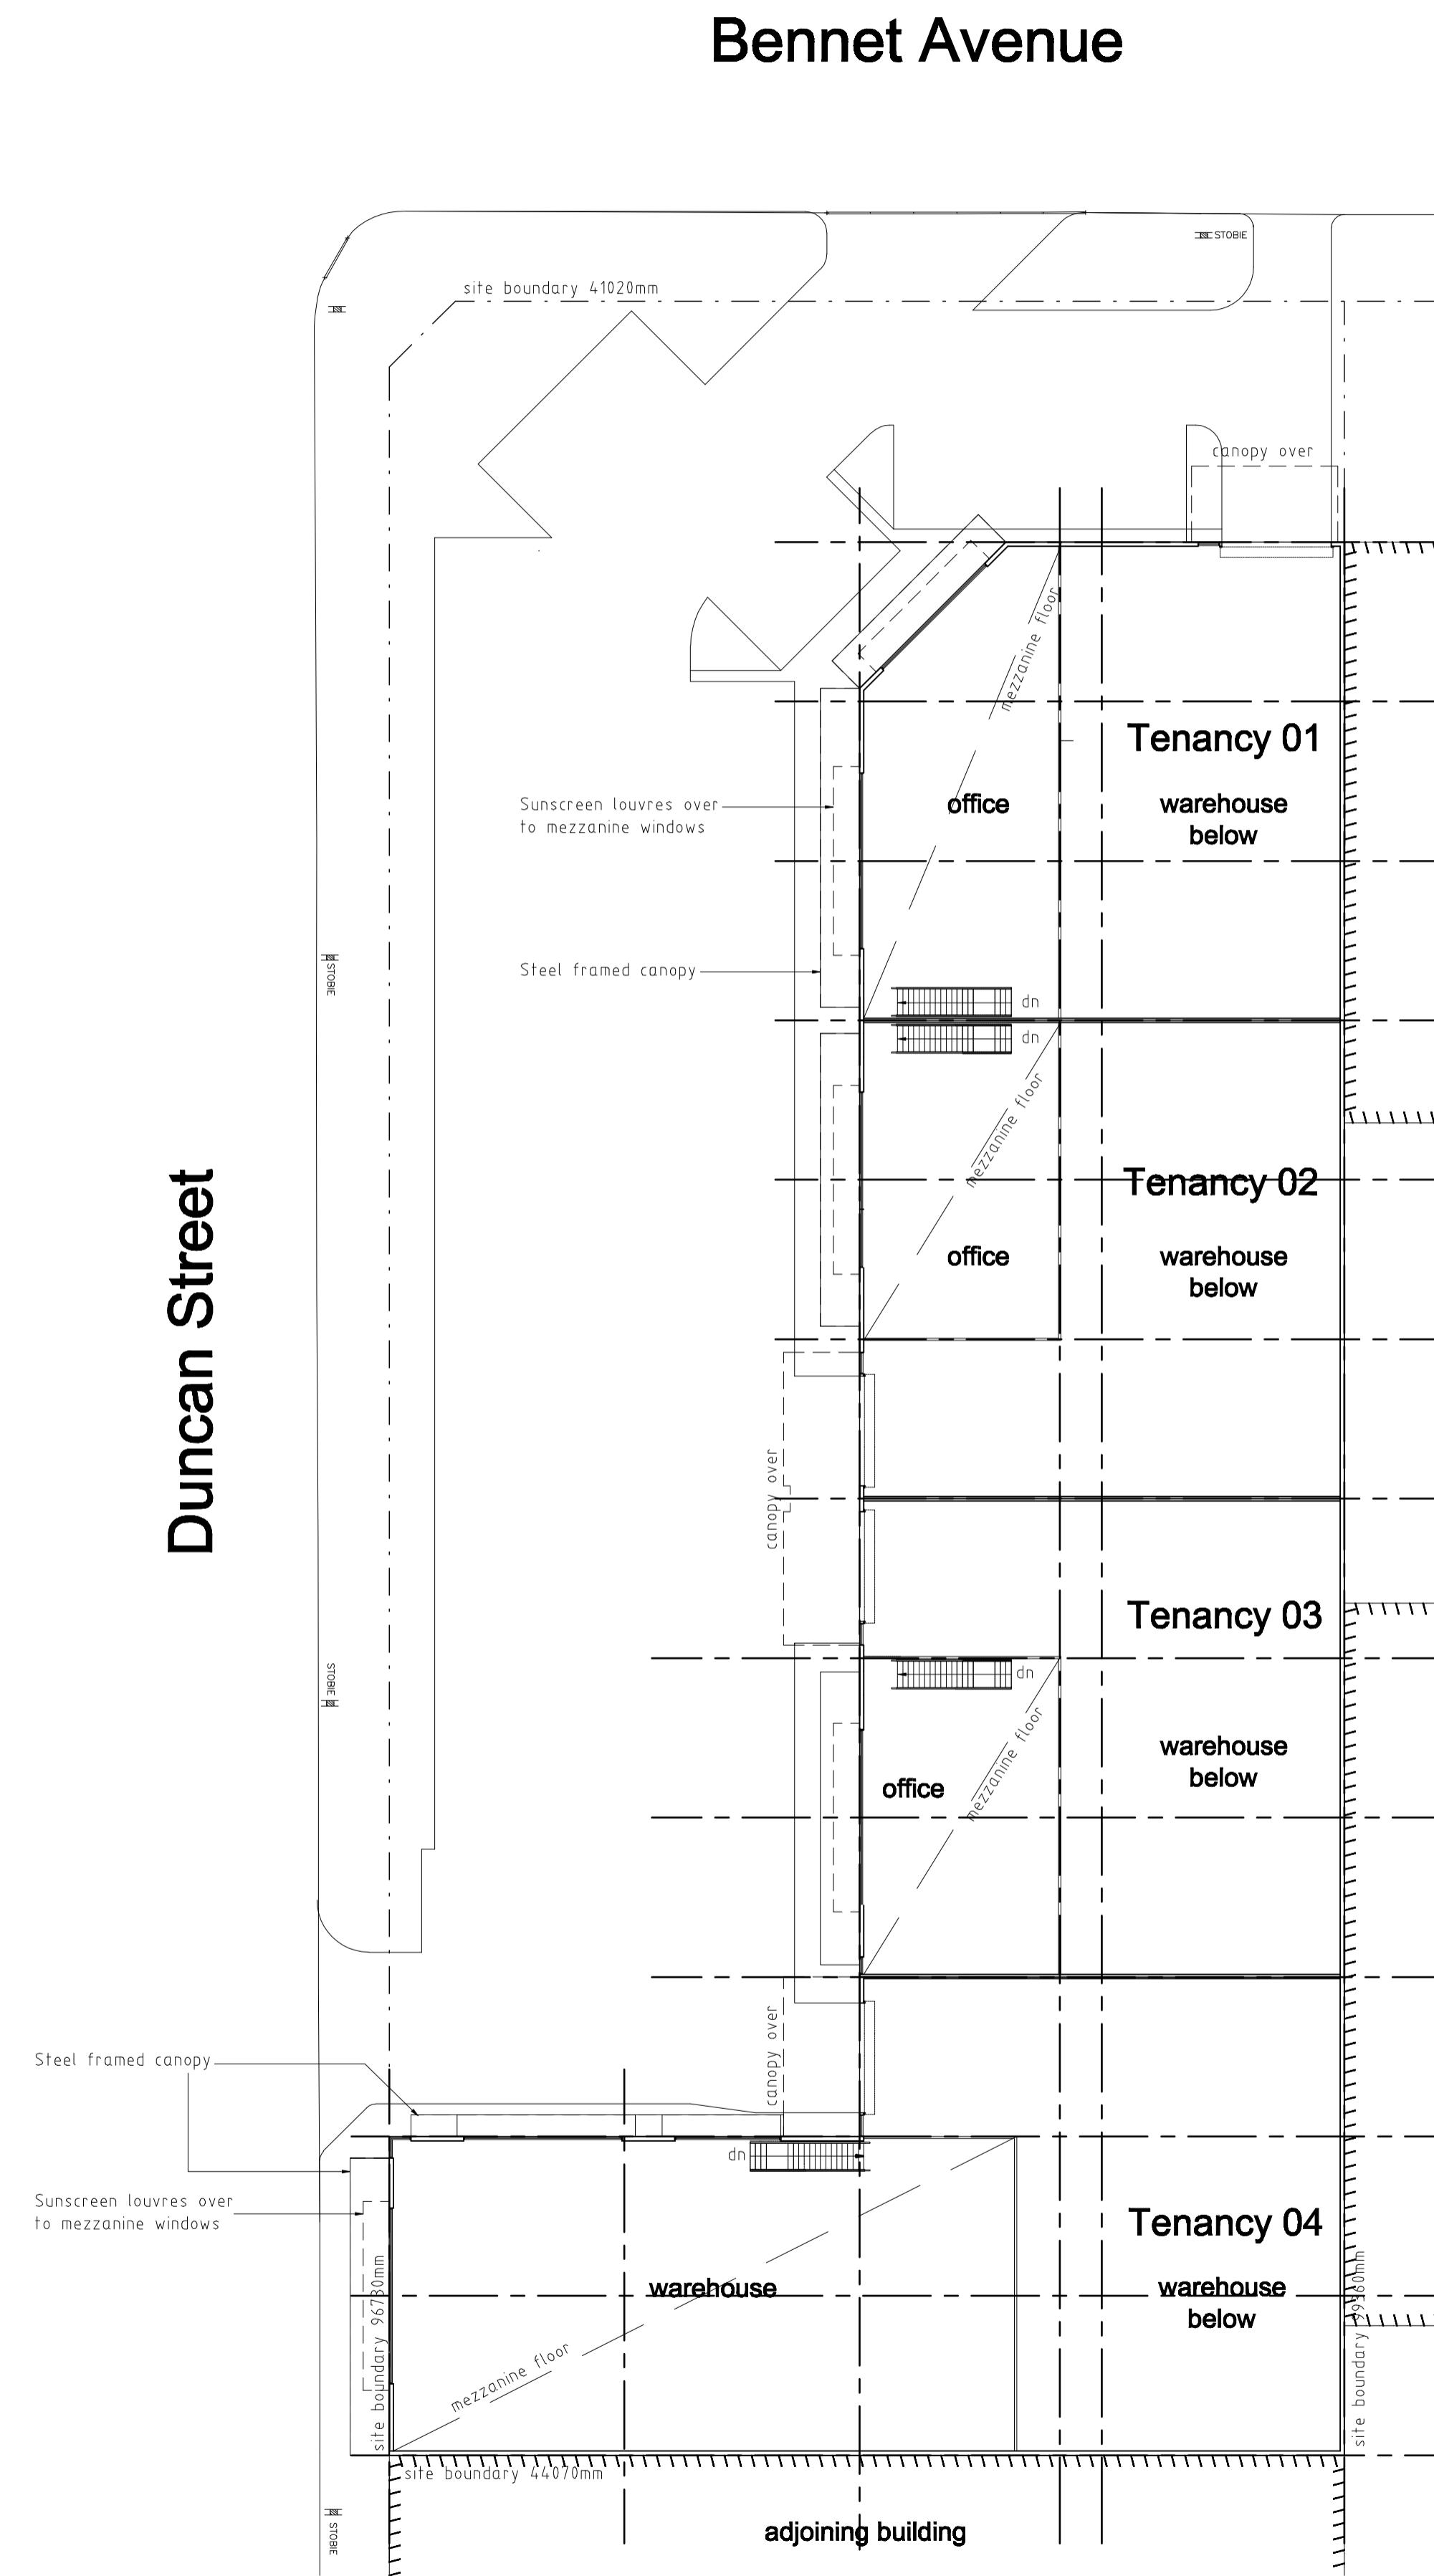 Bennet Avenue
STOBIE
site boundary 41020mm
canopy over
mezzanine floor
Tenancy 01
Sunscreen louvres over
to mezzanine windows
office
warehouse
below
STOBIE
Steel framed canopy
dn
dn
mezzanine floor
Duncan Street
Tenancy 02
office
warehouse
below
canopy over
Tenancy 03
STOBIE
dn
mezzanine floor
office
warehouse
below
canopy over
Steel framed canopy
dn
Sunscreen louvres over
to mezzanine windows
Tenancy 04
warehouse
warehouse
below
mezzanine floor
site boundary 96780mm
site boundary
site boundary 44070mm
STOBIE
adjoining building